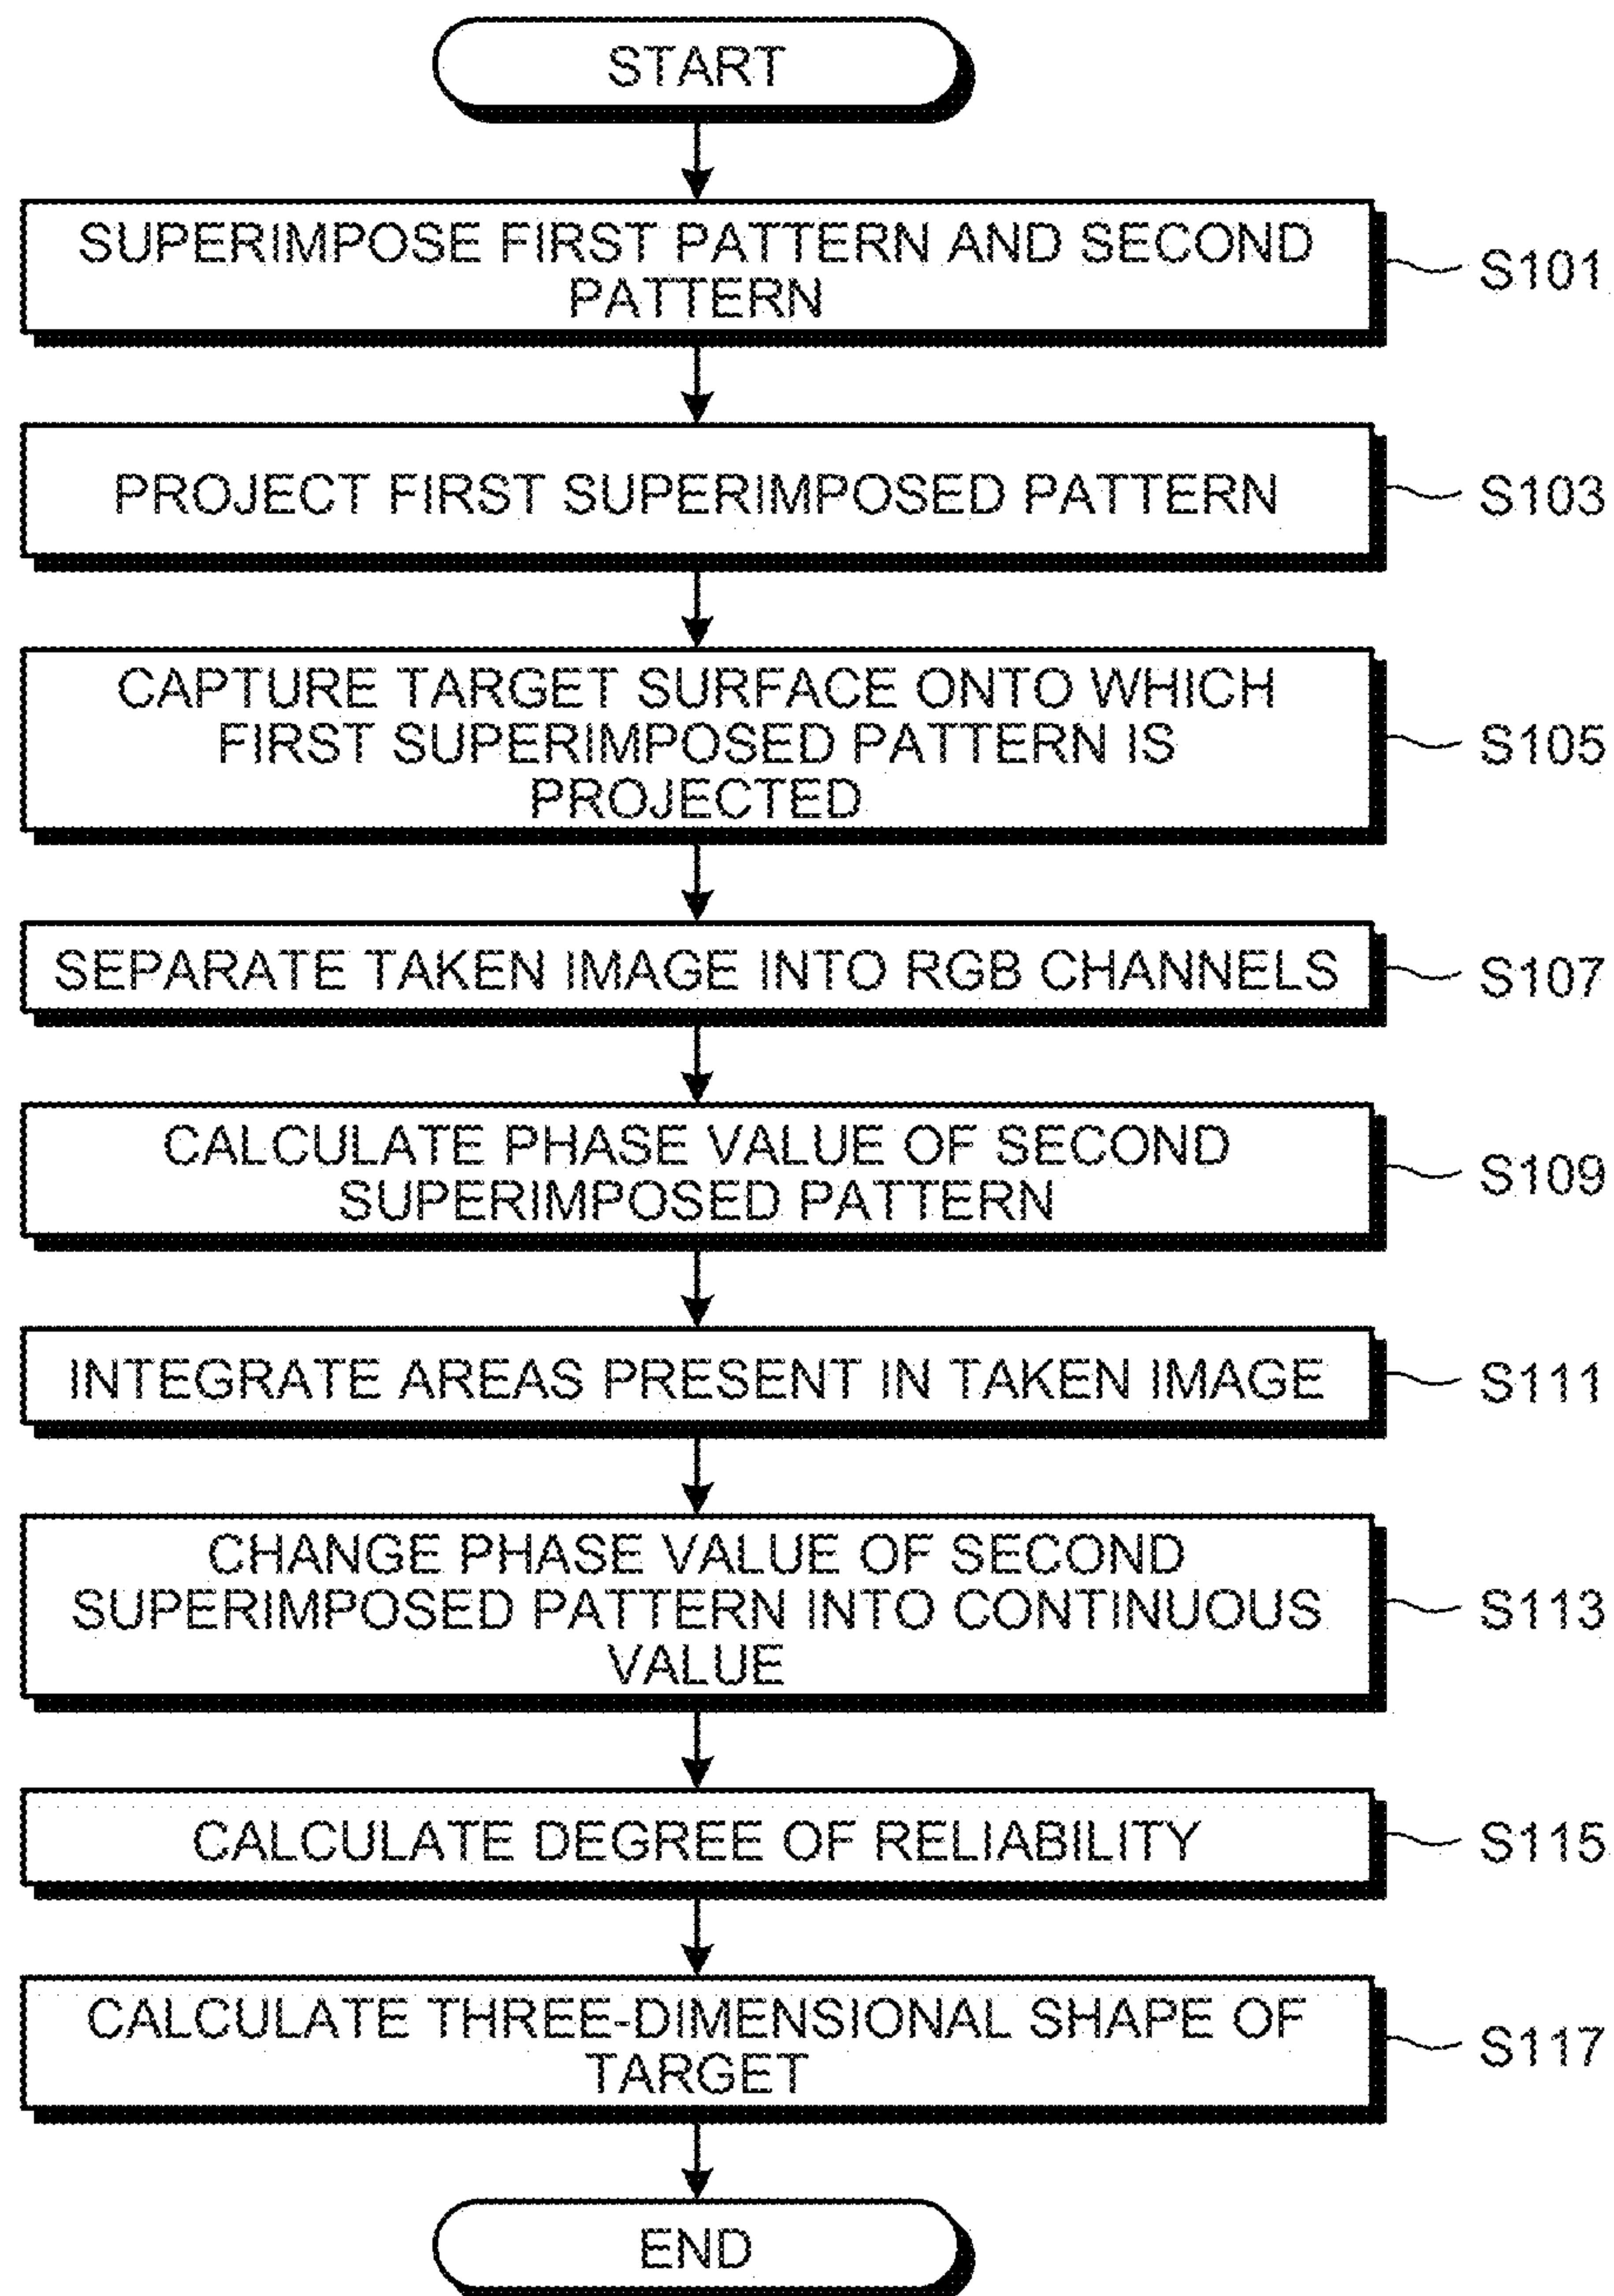 START
SUPERIMPOSE FIRST PATTERN AND SECOND
PATTERN
S101
PROJECT FIRST SUPERIMPOSED PATTERN
S103
CAPTURE TARGET SURFACE ONTO WHICH
FIRST SUPERIMPOSED PATTERN IS
PROJECTED
S105
SEPARATE TAKEN IMAGE INTO RGB CHANNELS
S107
CALCULATE PHASE VALUE OF SECOND
SUPERIMPOSED PATTERN
S109
INTEGRATE AREAS PRESENT IN TAKEN IMAGE
S111
CHANGE PHASE VALUE OF SECOND
SUPERIMPOSED PATTERN INTO CONTINUOUS
VALUE
S113
CALCULATE DEGREE OF RELIABILITY
S115
CALCULATE THREE-DIMENSIONAL SHAPE OF
TARGET
S117
END